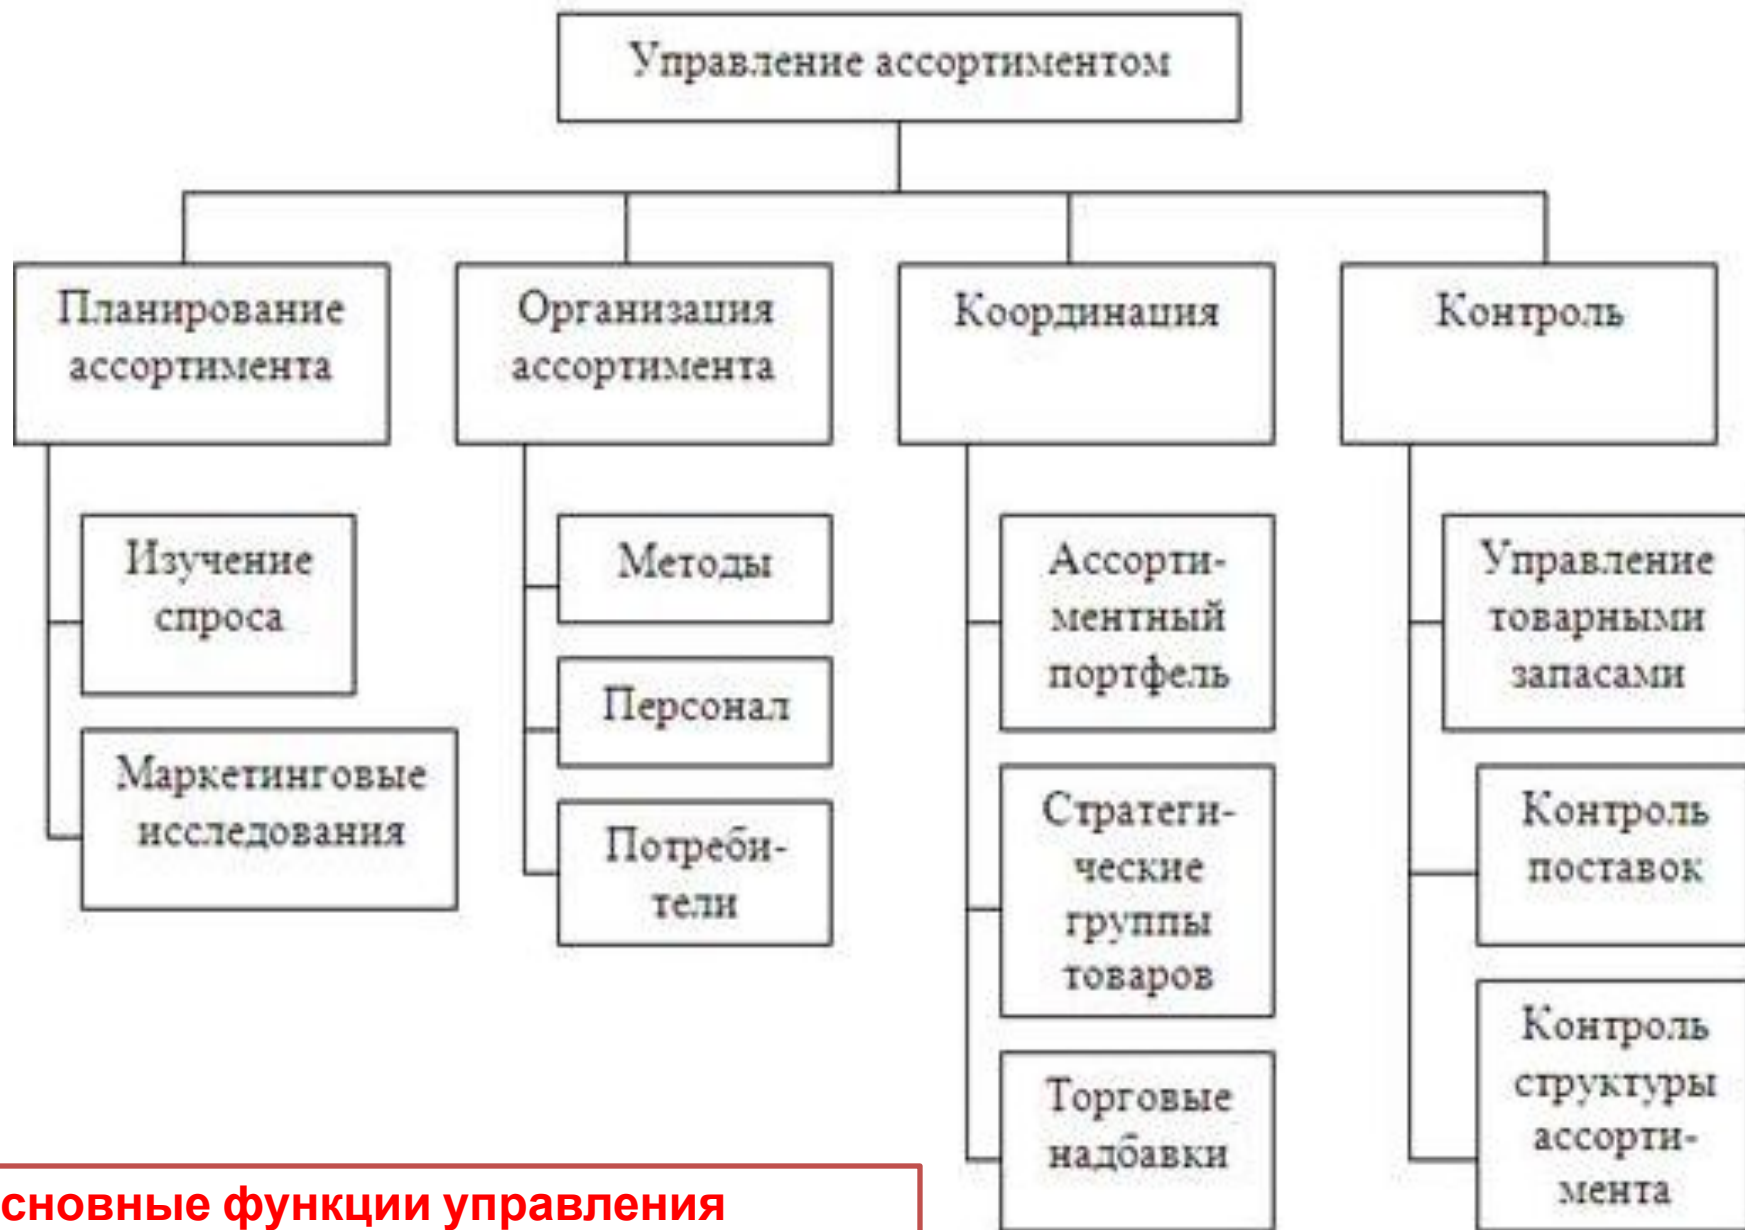 Управление ассортиментом
Планирование
ассортимента
Изучение
спроса
Маркетинговые
исследования
Организация
ассортимента
Методы
Персонал
Потреби-
тели
Координация
Ассорти-
ментный
портфель
Стратеги-
ческие
группы
товаров
Торговые
надбавки
Контроль
Управление
товарными
запасами
Контроль
поставок
Контроль
структуры
ассорти-
мента
сновные функции управления